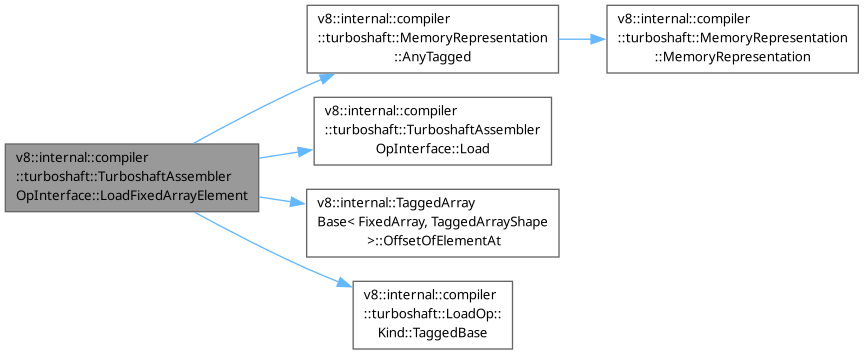 v8::internal::compiler
::turboshaft::TurboshaftAssembler
OpInterface::LoadFixedArrayElement
v8::internal::compiler
::turboshaft::MemoryRepresentation
::AnyTagged
v8::internal::compiler
::turboshaft::MemoryRepresentation
::MemoryRepresentation
v8::internal::compiler
::turboshaft::TurboshaftAssembler
OpInterface::Load
v8::internal::TaggedArray
Base< FixedArray, TaggedArrayShape
>::OffsetOfElementAt
v8::internal::compiler
::turboshaft::LoadOp::
Kind::TaggedBase